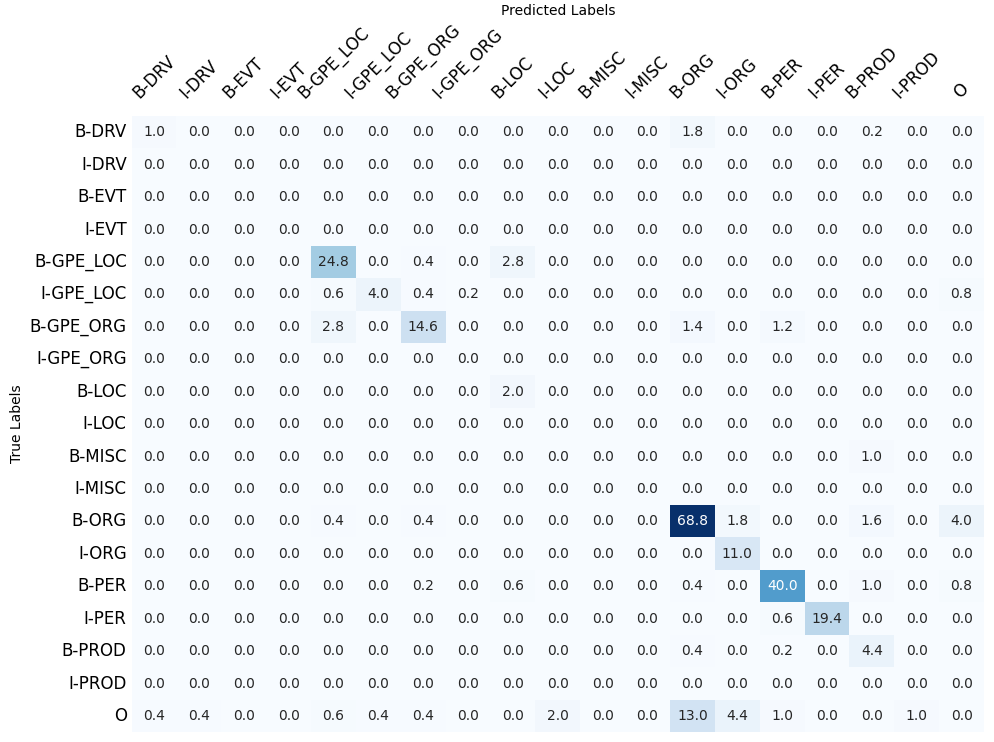 Predicted Labels
B-DRV I-DRV B-EVT I-EVT B-GPE_LOC I-GPE_LOC B-GPE_ORG I-GPE_ORG B-LOC I-LOC B-MISC I-MISC B-ORG I-ORG B-PER I-PER B-PROD I-PROD O
B-DRV 1.0 0.0 0.0 0.0 0.0 0.0 0.0 0.0 0.0 0.0 0.0 0.0 1.8 0.0 0.0 0.0 0.2 0.0 0.0
I-DRV 0.0 0.0 0.0 0.0 0.0 0.0 0.0 0.0 0.0 0.0 0.0 0.0 0.0 0.0 0.0 0.0 0.0 0.0 0.0
B-EVT 0.0 0.0 0.0 0.0 0.0 0.0 0.0 0.0 0.0 0.0 0.0 0.0 0.0 0.0 0.0 0.0 0.0 0.0 0.0
I-EVT 0.0 0.0 0.0 0.0 0.0 0.0 0.0 0.0 0.0 0.0 0.0 0.0 0.0 0.0 0.0 0.0 0.0 0.0 0.0
B-GPE_LOC 0.0 0.0 0.0 0.0 24.8 0.0 0.4 0.0 2.8 0.0 0.0 0.0 0.0 0.0 0.0 0.0 0.0 0.0 0.0
I-GPE_LOC 0.0 0.0 0.0 0.0 0.6 4.0 0.4 0.2 0.0 0.0 0.0 0.0 0.0 0.0 0.0 0.0 0.0 0.0 0.8
B-GPE_ORG 0.0 0.0 0.0 0.0 2.8 0.0 14.6 0.0 0.0 0.0 0.0 0.0 1.4 0.0 1.2 0.0 0.0 0.0 0.0
I-GPE_ORG 0.0 0.0 0.0 0.0 0.0 0.0 0.0 0.0 0.0 0.0 0.0 0.0 0.0 0.0 0.0 0.0 0.0 0.0 0.0
B-LOC 0.0 0.0 0.0 0.0 0.0 0.0 0.0 0.0 2.0 0.0 0.0 0.0 0.0 0.0 0.0 0.0 0.0 0.0 0.0
I-LOC 0.0 0.0 0.0 0.0 0.0 0.0 0.0 0.0 0.0 0.0 0.0 0.0 0.0 0.0 0.0 0.0 0.0 0.0 0.0
B-MISC 0.0 0.0 0.0 0.0 0.0 0.0 0.0 0.0 0.0 0.0 0.0 0.0 0.0 0.0 0.0 0.0 1.0 0.0 0.0
I-MISC 0.0 0.0 0.0 0.0 0.0 0.0 0.0 0.0 0.0 0.0 0.0 0.0 0.0 0.0 0.0 0.0 0.0 0.0 0.0
B-ORG 0.0 0.0 0.0 0.0 0.4 0.0 0.4 0.0 0.0 0.0 0.0 0.0 68.8 1.8 0.0 0.0 1.6 0.0 4.0
I-ORG 0.0 0.0 0.0 0.0 0.0 0.0 0.0 0.0 0.0 0.0 0.0 0.0 0.0 11.0 0.0 0.0 0.0 0.0 0.0
B-PER 0.0 0.0 0.0 0.0 0.0 0.0 0.2 0.0 0.6 0.0 0.0 0.0 0.4 0.0 40.0 0.0 1.0 0.0 0.8
I-PER 0.0 0.0 0.0 0.0 0.0 0.0 0.0 0.0 0.0 0.0 0.0 0.0 0.0 0.0 0.6 19.4 0.0 0.0 0.0
B-PROD 0.0 0.0 0.0 0.0 0.0 0.0 0.0 0.0 0.0 0.0 0.0 0.0 0.4 0.0 0.2 0.0 4.4 0.0 0.0
I-PROD 0.0 0.0 0.0 0.0 0.0 0.0 0.0 0.0 0.0 0.0 0.0 0.0 0.0 0.0 0.0 0.0 0.0 0.0 0.0
O 0.4 0.4 0.0 0.0 0.6 0.4 0.4 0.0 0.0 2.0 0.0 0.0 13.0 4.4 1.0 0.0 0.0 1.0 0.0
True Labels